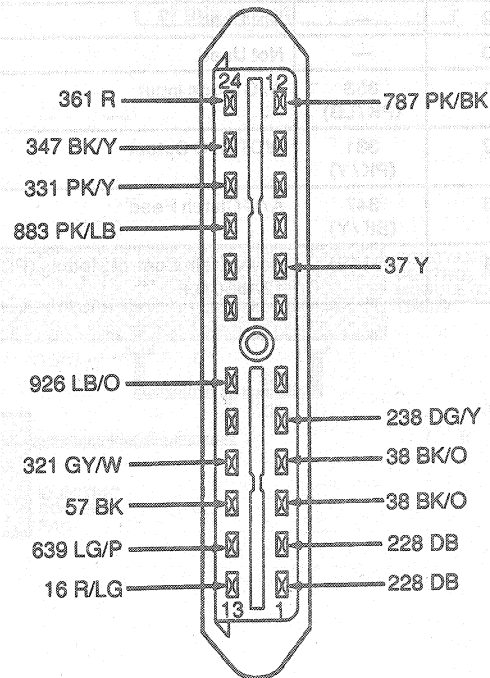 24 12
361 R 787 PK/BK
347 BK/Y
331 PK/Y
883 PK/LB
37 Y
926 LB/O
238 DG/Y
321 GY/W 38 BK/O
57 BK 38 BK/O
639 LG/P 228 DB
16 R/LG 228 DB
13 1